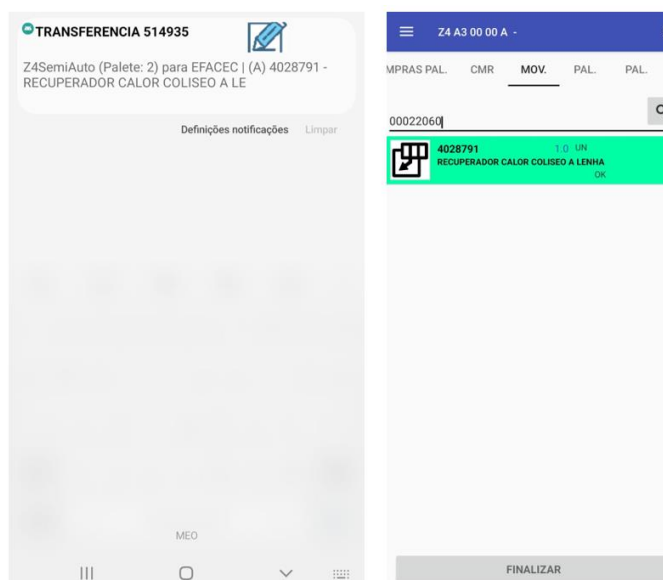 TRANSFERENCIA 514935
Z4SemiAuto (Palete: 2) para EFACEC | (A) 4028791 -
RECUPERADOR CALOR COLISEO A LE
Definições notificações Limpar
MEO
Z4 A3 00 00 A -
MPRAS PAL. CMR MOV. PAL. PAL.
00022060
4028791 1.0 UN
RECUPERADOR CALOR COLISEO A LENHA
OK
FINALIZAR